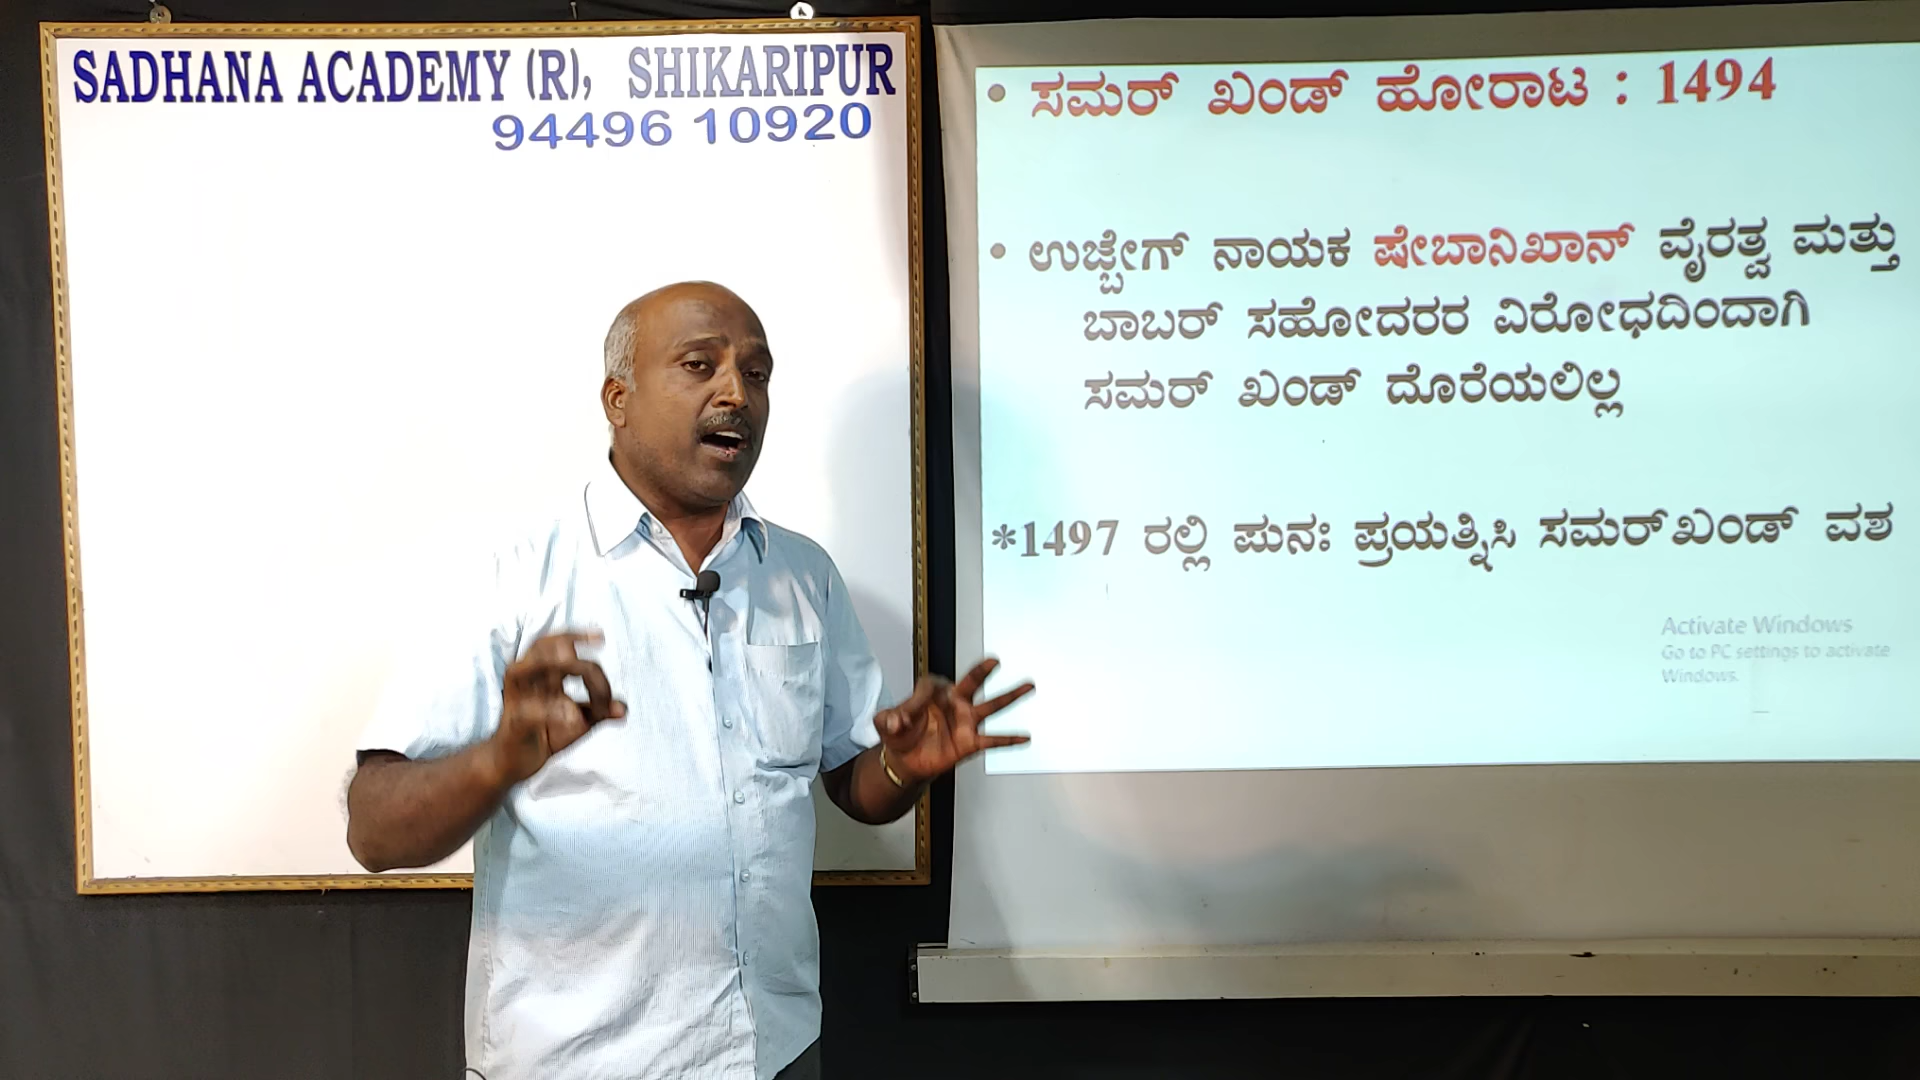 SADHANA ACADEMY (R), SHIKARIPUR
94496 10920
• ಸಮರ್ ಖಂಡ್ ಹೋರಾಟ : 1494
• ಉಜ್ಬೇಗ್ ನಾಯಕ ಷೇಬಾನಿಖಾನ್ ವೈರತ್ವ ಮತ್ತು
ಬಾಬರ್ ಸಹೋದರರ ವಿರೋಧದಿಂದಾಗಿ
ಸಮರ್ ಖಂಡ್ ದೊರೆಯಲಿಲ್ಲ
*1497 ರಲ್ಲಿ ಪುನಃ ಪ್ರಯತ್ನಿಸಿ ಸಮರ್‌ಖಂಡ್ ವಶ
Activate Windows
Go to PC settings to activate
Windows.